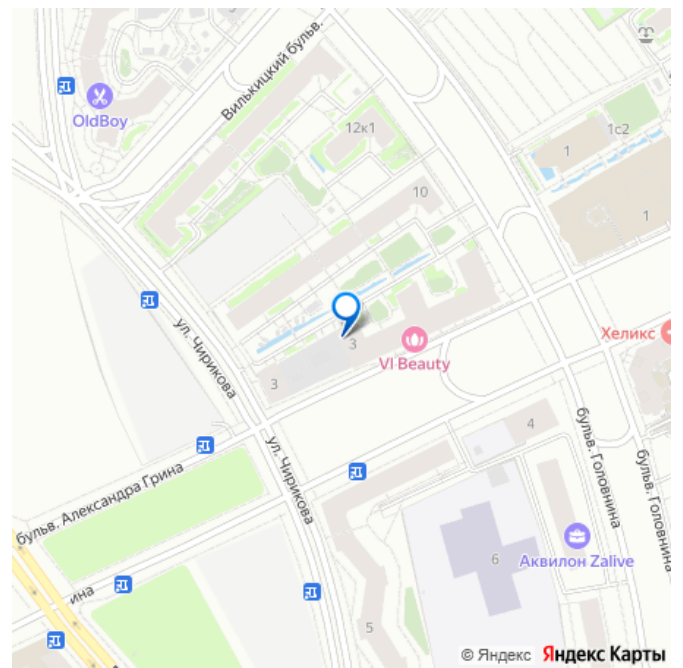 Вилькицкий бульв.
OldBoy
12к1
1с2
1
10
1
ул. Чирикова
3
Хеликс
VI Beauty
3
4
бульв. Александра Грина
ул. Чирикова
бульв. Головнина
бульв. Головнина
Аквилон Zalive
6
ина
5
© Яндекс Яндекс Карты